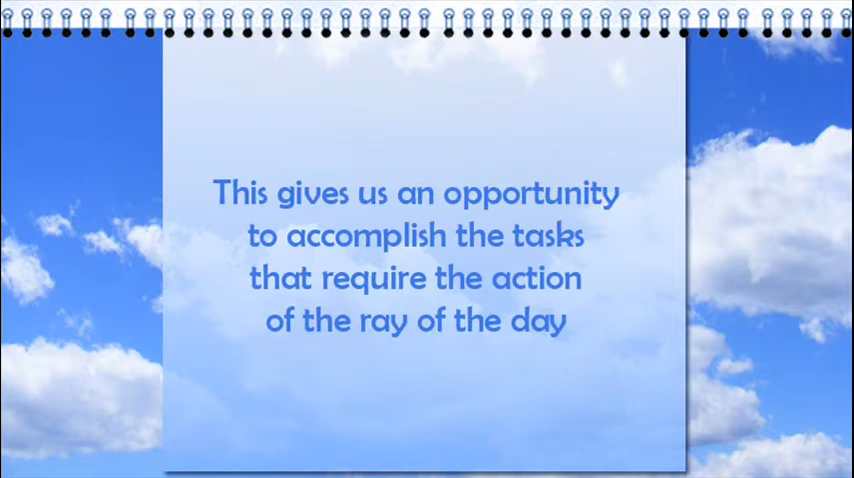 This gives us an opportunity
to accomplish the tasks
that require the action
of the ray of the day